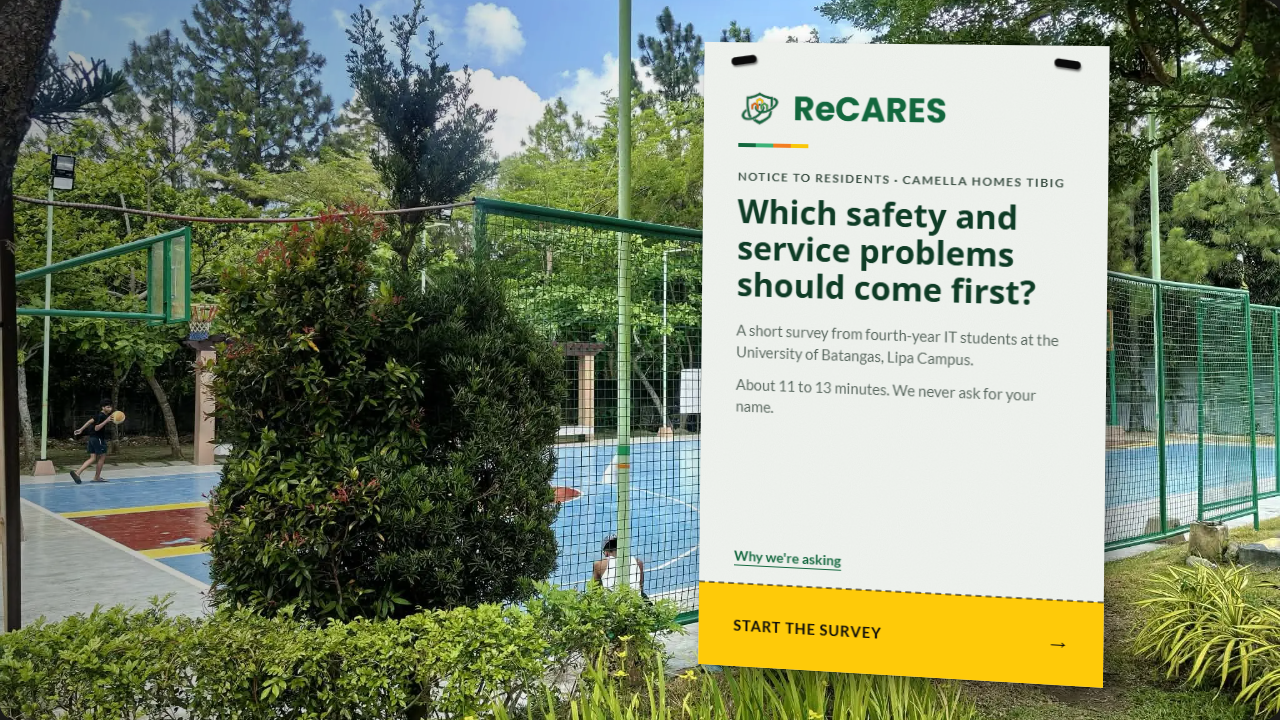 ReCARES
NOTICE TO RESIDENTS · CAMELLA HOMES TIBIG
Which safety and
service problems
should come first?
A short survey from fourth-year IT students at the
University of Batangas, Lipa Campus.
About 11 to 13 minutes. We never ask for your
name.
Why we're asking
START THE SURVEY →